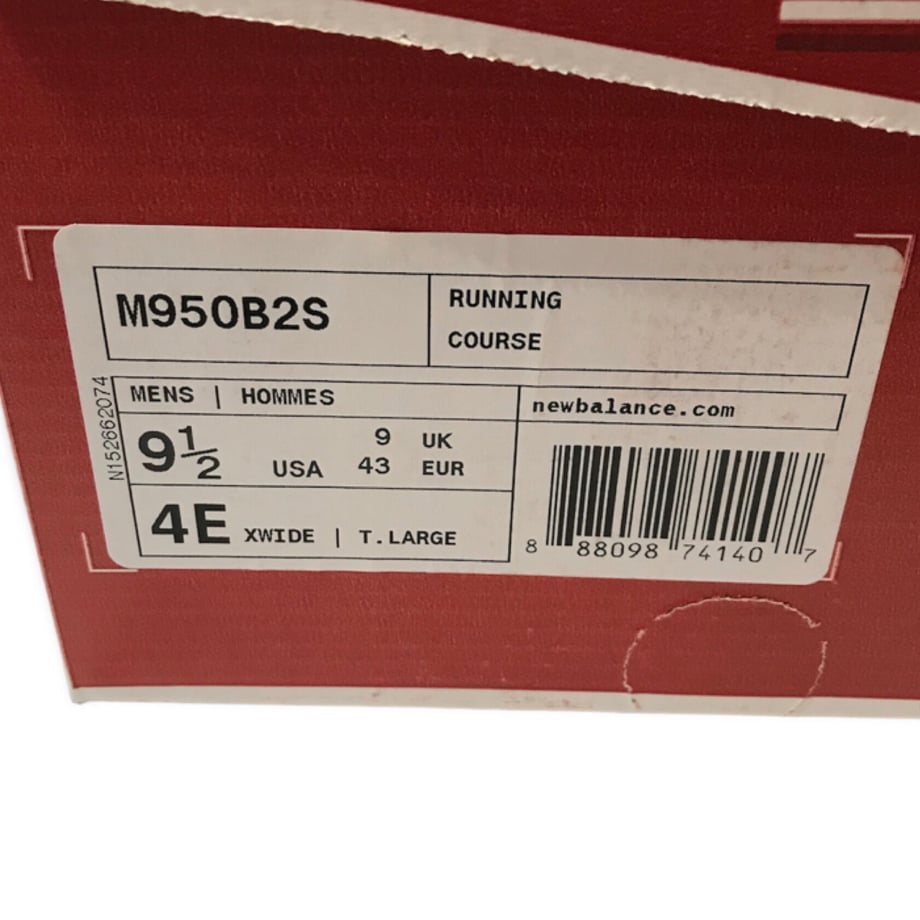 M950B2S
RUNNING
COURSE
N152662074
MENS | HOMMES
newbalance.com
9½ USA
9 UK
43 EUR
4E XWIDE | T.LARGE
8 88098 74140 7